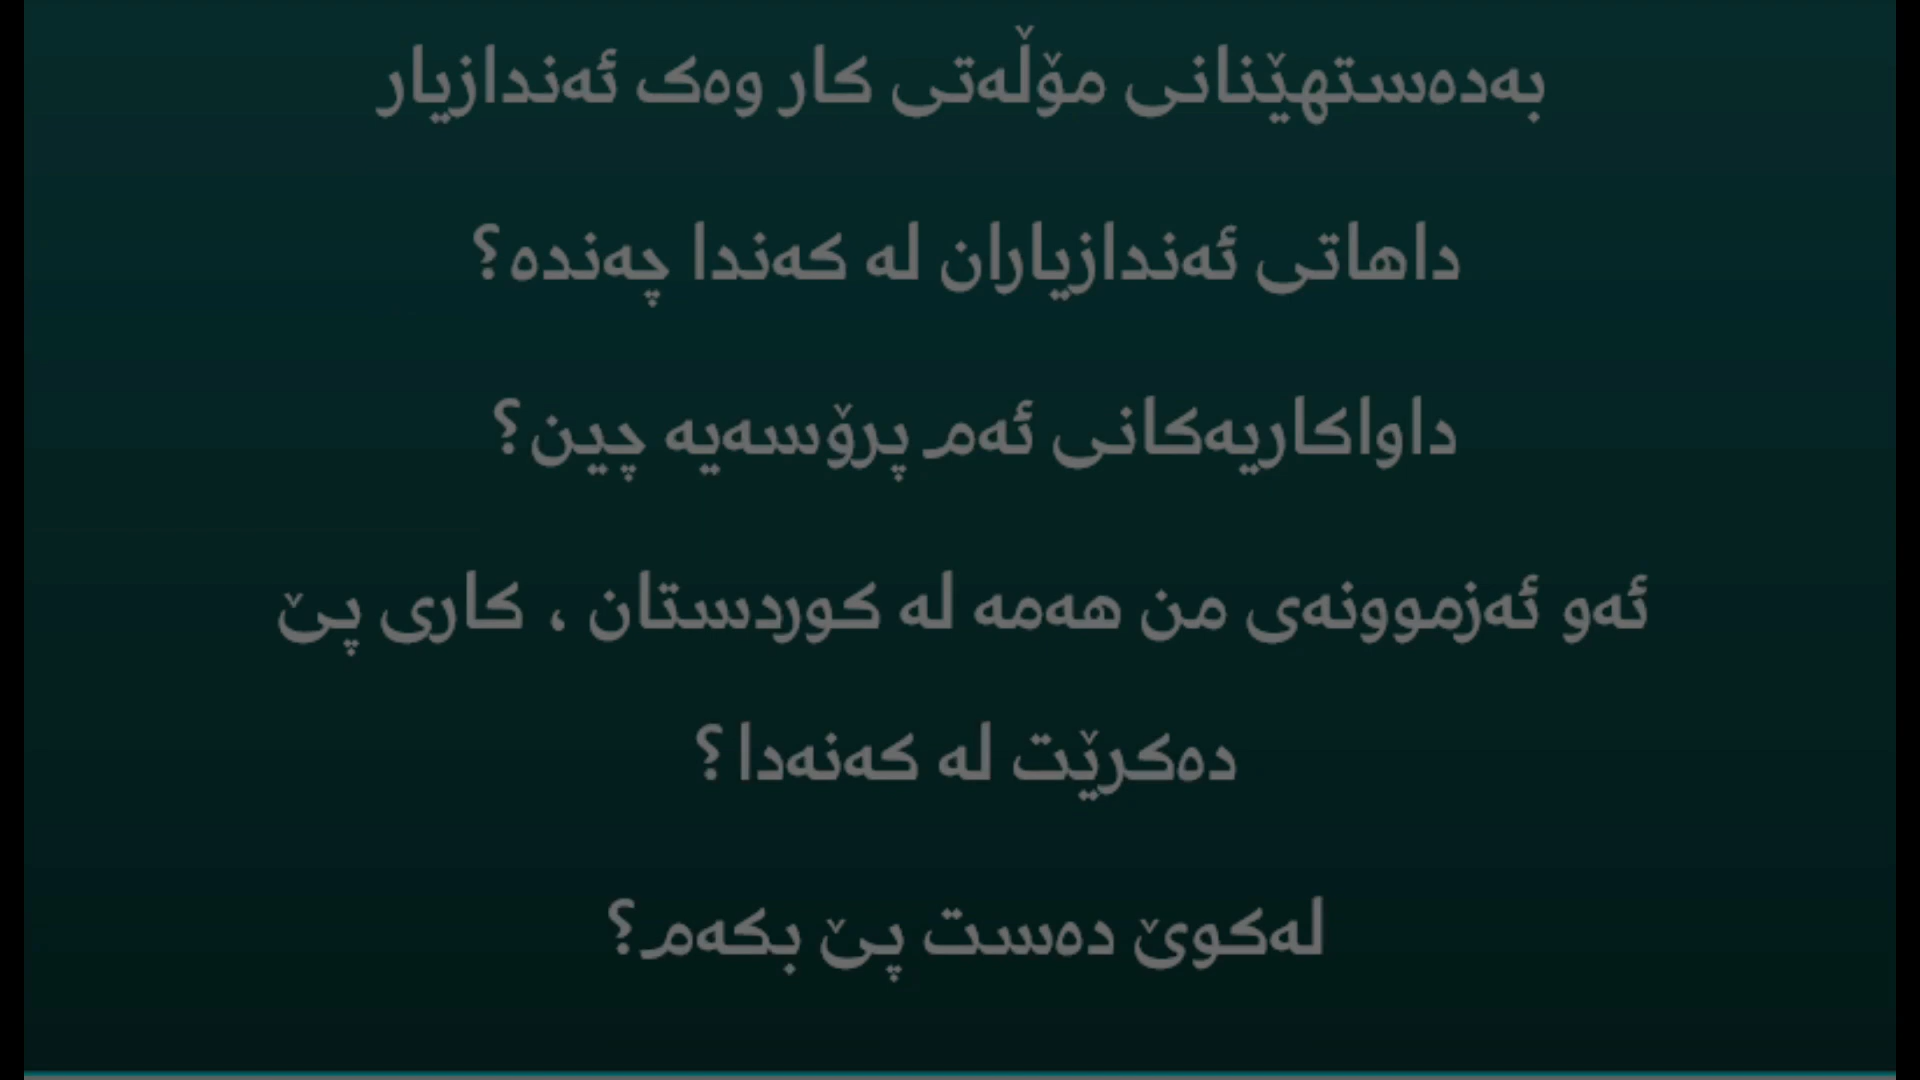 بەدەستهێنانی مۆڵەتی کار وەک ئەندازیار
داهاتی ئەندازیاران لە کەندا چەندە؟
داواکاریەکانی ئەم پرۆسەیە چین؟
ئەو ئەزموونەی من هەمە لە کوردستان ، کاری پێ
دەکرێت لە کەنەدا؟
لەکوێ دەست پێ بکەم؟